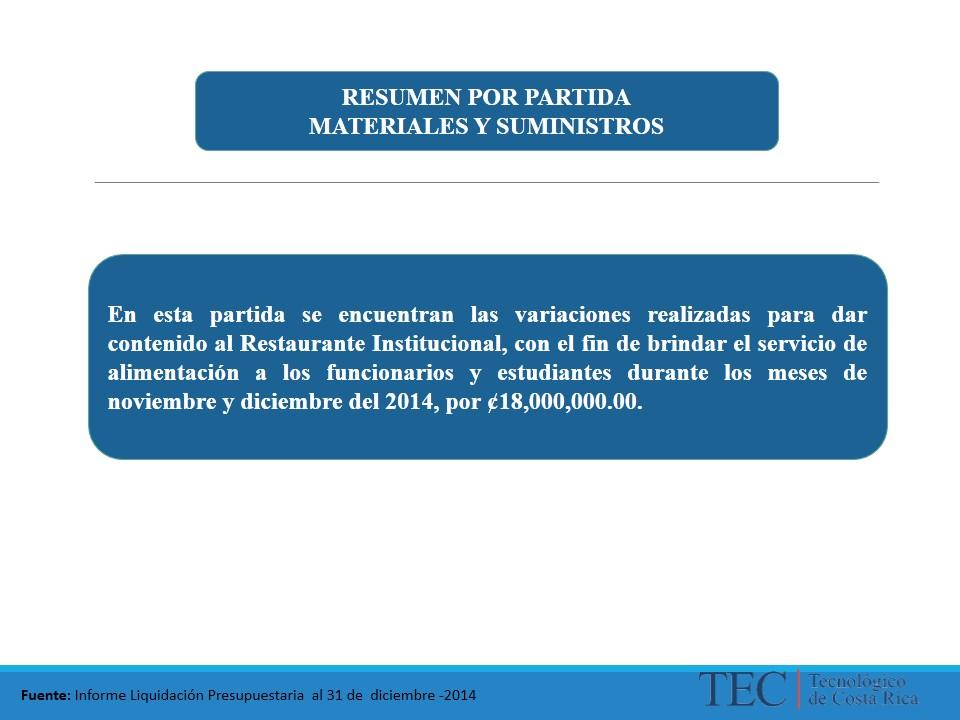 RESUMEN POR PARTIDA
MATERIALES Y SUMINISTROS
En esta partida se encuentran las variaciones realizadas para dar
contenido al Restaurante Institucional, con el fin de brindar el servicio de
alimentación a los funcionarios y estudiantes durante los meses de
noviembre y diciembre del 2014, por ¢18,000,000.00.
Fuente: Informe Liquidación Presupuestaria al 31 de diciembre -2014
TEC Tecnológico
de Costa Rica